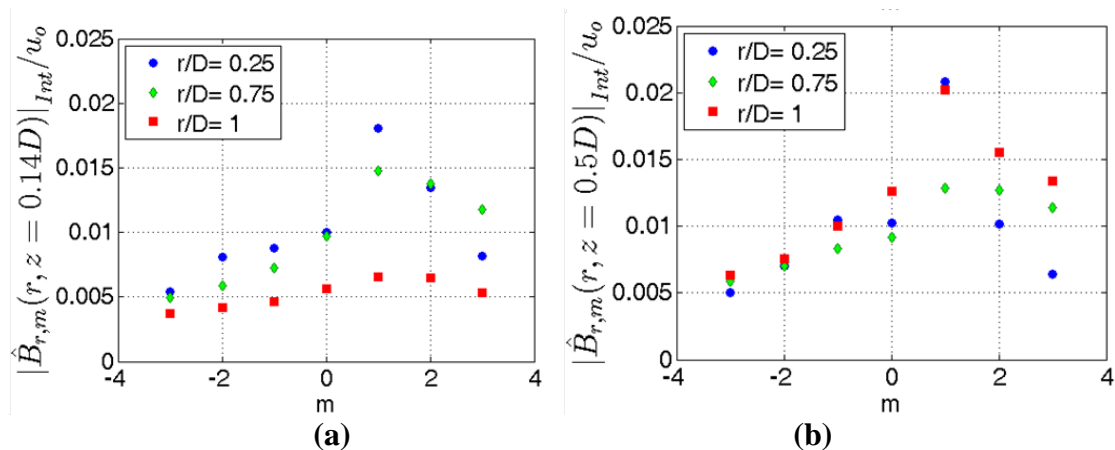 |B̂r,m(r, z = 0.14D)|Int/uo
0.025
0.02
0.015
0.01
0.005
0
r/D= 0.25
r/D= 0.75
r/D= 1
-4
-2
0
2
4
m
(a)
|B̂r,m(r, z = 0.5D)|Int/uo
0.025
0.02
0.015
0.01
0.005
0
r/D= 0.25
r/D= 0.75
r/D= 1
-4
-2
0
2
4
m
(b)